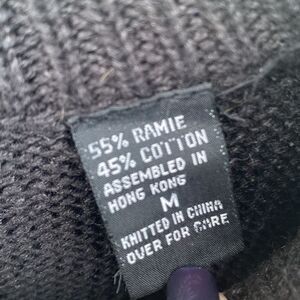 55% RAMIE
45% COTTON
ASSEMBLED IN
HONG KONG
M
KNITTED IN CHINA
OVER FOR CARE